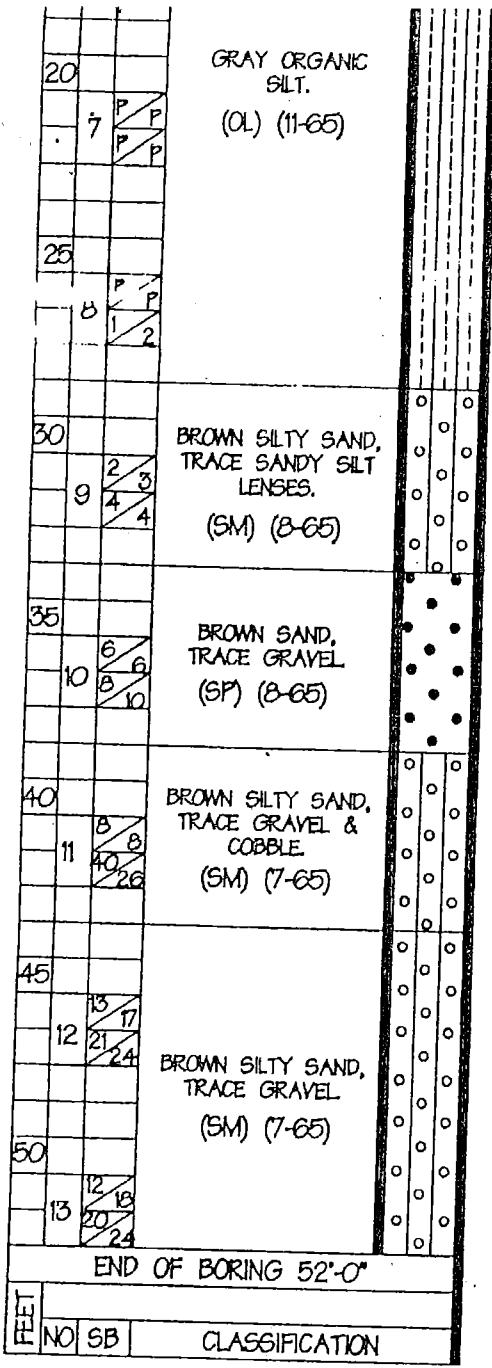 20
GRAY ORGANIC
SILT.
(OL) (11-65)
7
P P
P P
25
8
P P
1 2
30
BROWN SILTY SAND,
TRACE SANDY SILT
LENSES.
(SM) (8-65)
9
2 3
4 4
35
BROWN SAND,
TRACE GRAVEL
(SP) (8-65)
10
6 6
8 10
40
BROWN SILTY SAND,
TRACE GRAVEL &
COBBLE
(SM) (7-65)
11
8 8
40 26
45
12
13 17
21 24
BROWN SILTY SAND,
TRACE GRAVEL
(SM) (7-65)
50
13
12 18
20 24
END OF BORING 52'-0"
FEET
NO SB CLASSIFICATION